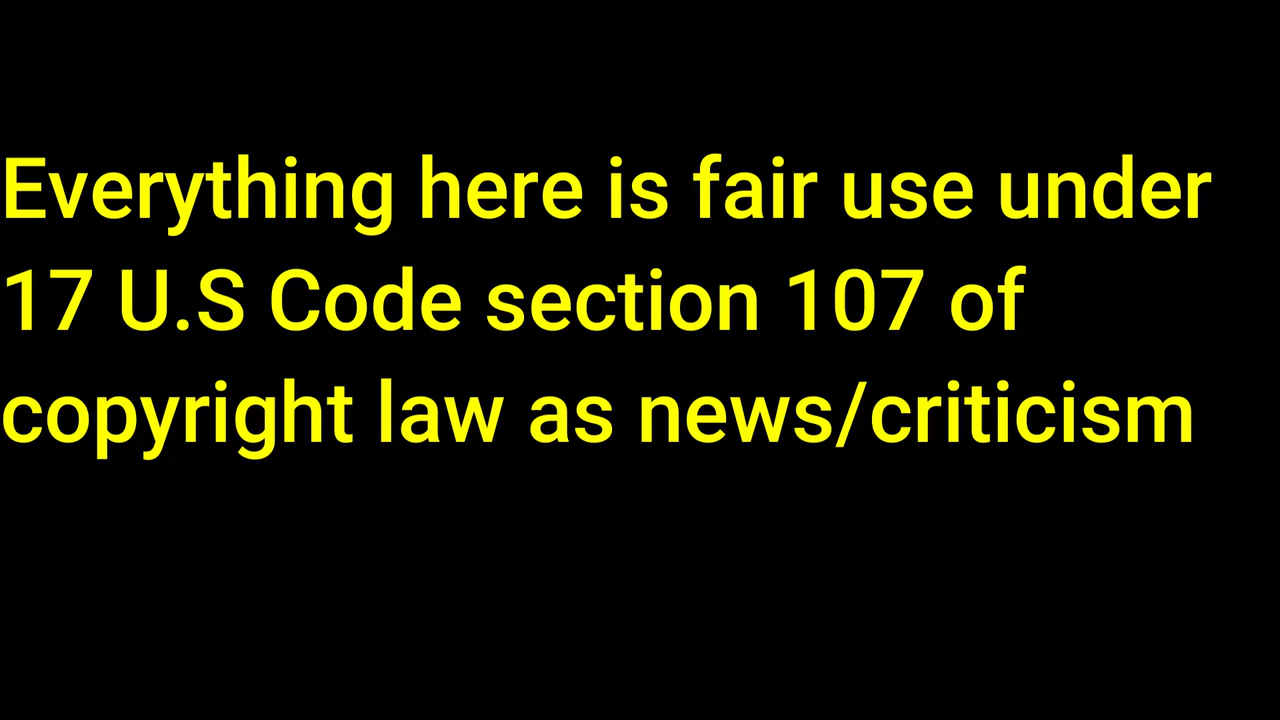 Everything here is fair use under
17 U.S Code section 107 of
copyright law as news/criticism